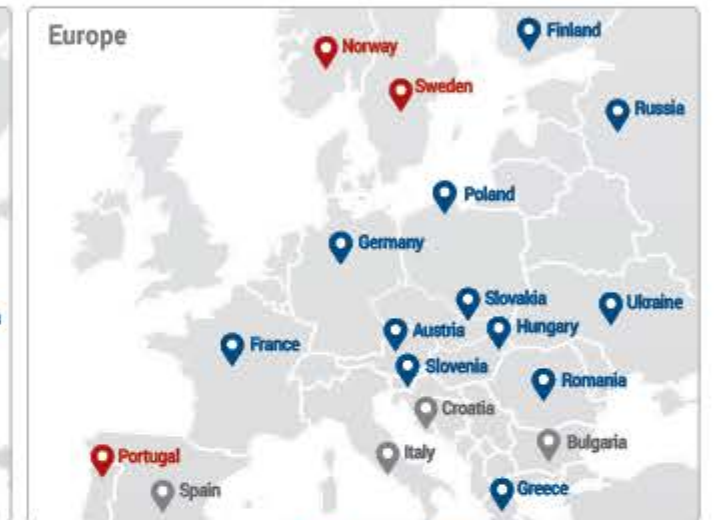 Europe
Finland
Norway
Sweden
Russia
Poland
Germany
Slovakia
Ukraine
Hungary
Austria
France
Slovenia
Romania
Croatia
Bulgaria
Italy
Portugal
Spain
Greece